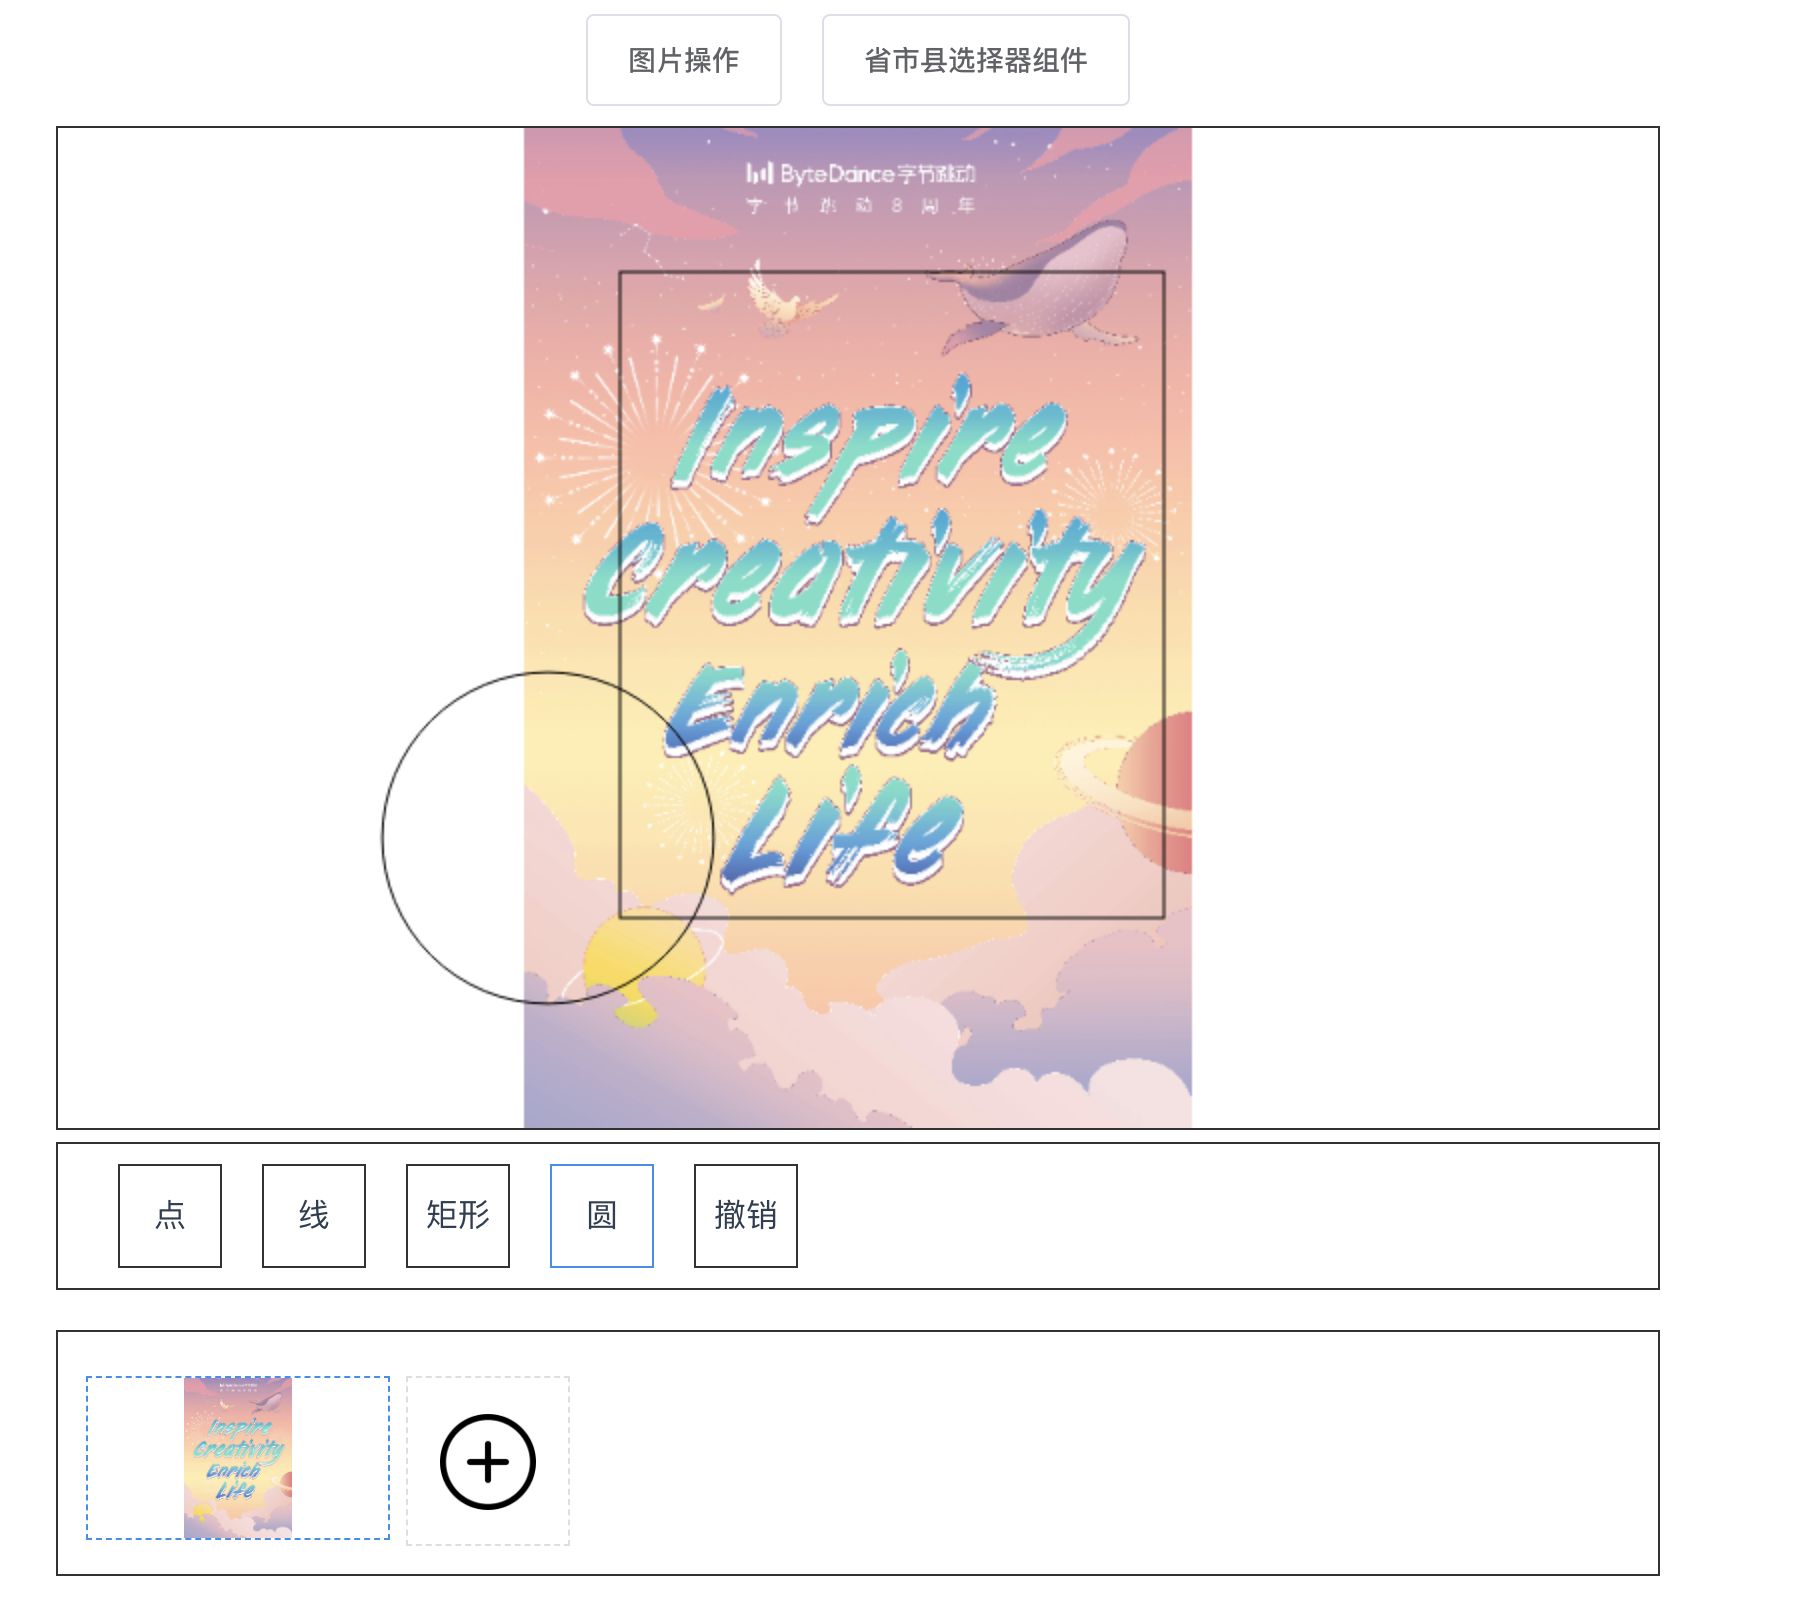 图片操作
省市县选择器组件
ByteDance字节跳动
字节跳动8周年
Inspire
Creativity
Enrich
Life
点
线
矩形
圆
撤销
Inspire
Creativity
Enrich
Life